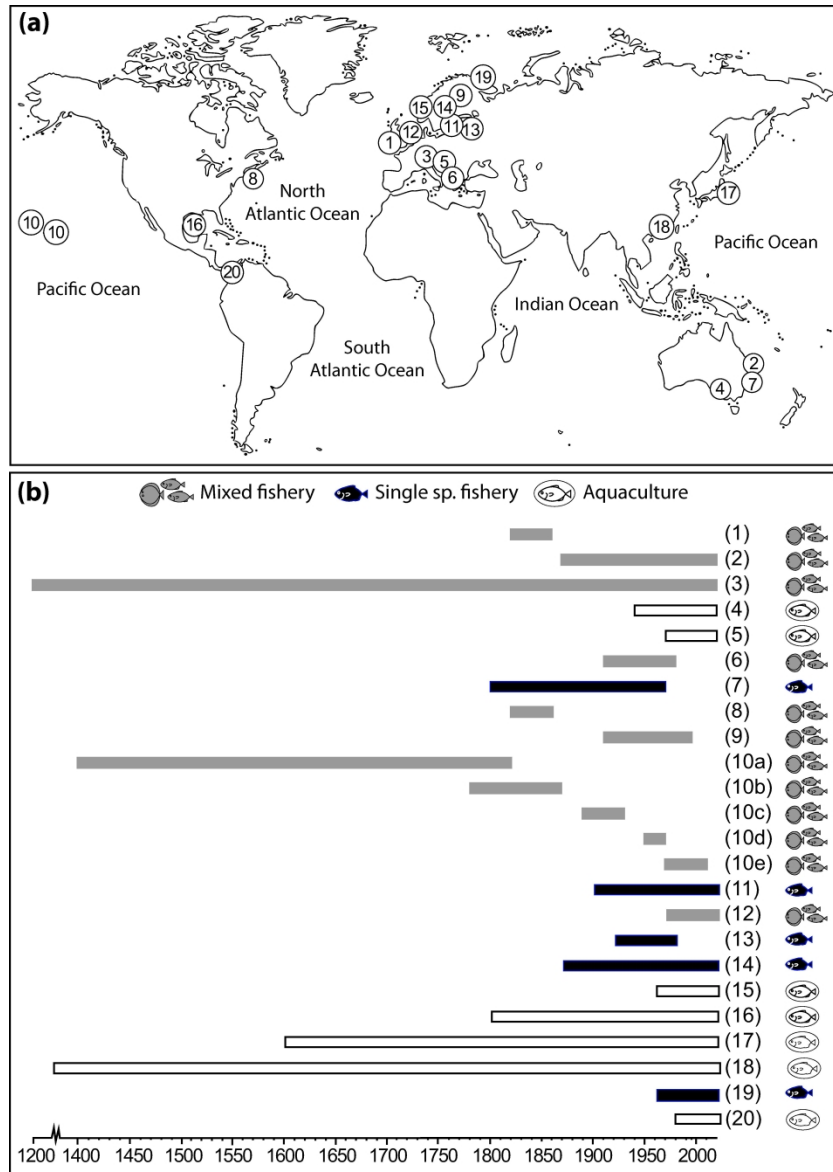 (a)
19
9
15
14
1
12
11
13
3
5
6
8
North
Atlantic Ocean
17
16
18
10
10
Pacific Ocean
20
Pacific Ocean
Indian Ocean
South
Atlantic Ocean
2
7
4
(b)
Mixed fishery Single sp. fishery Aquaculture
(1)
(2)
(3)
(4)
(5)
(6)
(7)
(8)
(9)
(10a)
(10b)
(10c)
(10d)
(10e)
(11)
(12)
(13)
(14)
(15)
(16)
(17)
(18)
(19)
(20)
1200 1400 1500 1550 1600 1650 1700 1750 1800 1850 1900 1950 2000